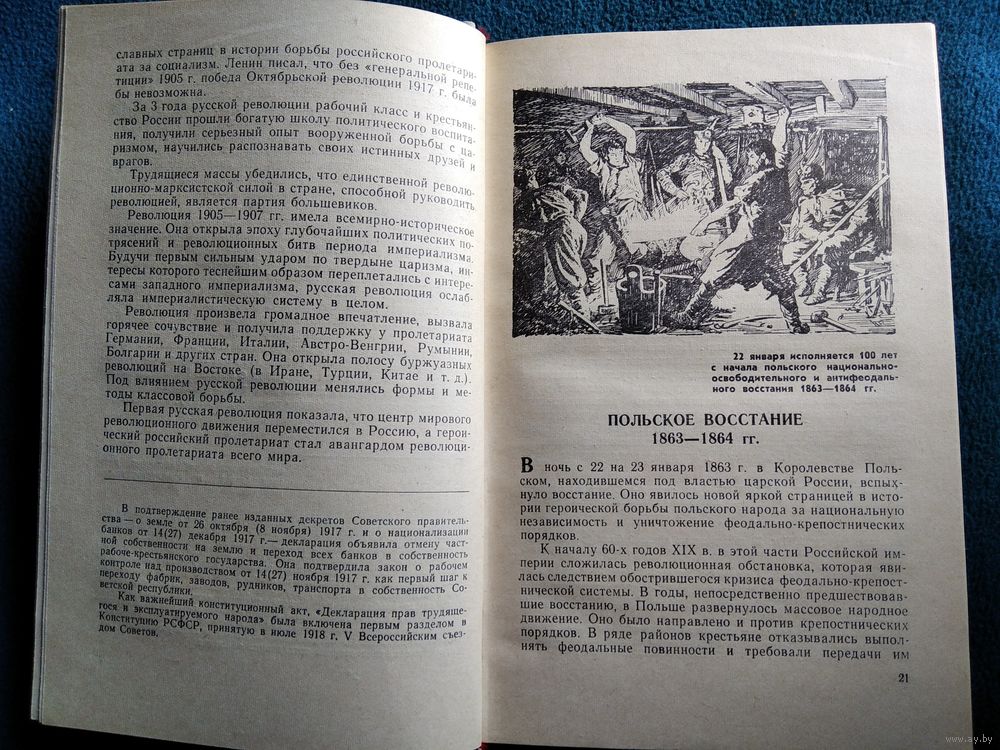 славных страниц в истории борьбы российского пролетари-
ата за социализм. Ленин писал, что без «генеральной репе-
тиции» 1905 г. победа Октябрьской революции 1917 г. была
бы невозможна.
За 3 года русской революции рабочий класс и крестьян-
ство России прошли богатую школу политического воспита-
ния, получили серьезный опыт вооруженной борьбы с ца-
ризмом, научились распознавать своих истинных друзей и
врагов.
Трудящиеся массы убедились, что единственной револю-
ционно-марксистской силой в стране, способной руководить
революцией, является партия большевиков.
Революция 1905—1907 гг. имела всемирно-историческое
значение. Она открыла эпоху глубочайших политических по-
трясений и революционных битв периода империализма.
Будучи первым сильным ударом по твердыне царизма, ин-
тересы которого теснейшим образом переплетались с интере-
сами западного империализма, русская революция ослаб-
ляла империалистическую систему в целом.
Революция произвела громадное впечатление, вызвала
горячее сочувствие и получила поддержку у пролетариата
Германии, Франции, Италии, Австро-Венгрии, Румынии,
Болгарии и других стран. Она открыла полосу буржуазных
революций на Востоке (в Иране, Турции, Китае и т. д.).
Под влиянием русской революции менялись формы и ме-
тоды классовой борьбы.
Первая русская революция показала, что центр мирового
революционного движения переместился в Россию, а герои-
ческий российский пролетариат стал авангардом революци-
онного пролетариата всего мира.
В подтверждение ранее изданных декретов Советского правитель-
ства — о земле от 26 октября (8 ноября) 1917 г. и о национализации
банков от 14(27) декабря 1917 г.— декларация объявила отмену част-
ной собственности на землю и переход всех банков в собственность
рабоче-крестьянского государства. Она подтвердила закон о рабочем
контроле над производством от 14(27) ноября 1917 г. как первый шаг к
переходу фабрик, заводов, рудников, транспорта в собственность Со-
ветской республики.
Как важнейший конституционный акт, «Декларация прав трудяще-
гося и эксплуатируемого народа» была включена первым разделом в
Конституцию РСФСР, принятую в июле 1918 г. V Всероссийским съез-
дом Советов.
22 января исполняется 100 лет
с начала польского национально-
освободительного и антифеодаль-
ного восстания 1863—1864 гг.
ПОЛЬСКОЕ ВОССТАНИЕ
1863—1864 гг.
В ночь с 22 на 23 января 1863 г. в Королевстве Поль-
ском, находившемся под властью царской России, вспых-
нуло восстание. Оно явилось новой яркой страницей в исто-
рии героической борьбы польского народа за национальную
независимость и уничтожение феодально-крепостнических
порядков.
К началу 60-х годов XIX в. в этой части Российской им-
перии сложилась революционная обстановка, которая яви-
лась следствием обострившегося кризиса феодально-крепост-
нической системы. В годы, непосредственно предшествовав-
шие восстанию, в Польше развернулось массовое народное
движение. Оно было направлено и против крепостнических
порядков. В ряде районов крестьяне отказывались выпол-
нять феодальные повинности и требовали передачи им
21
www.ay.by